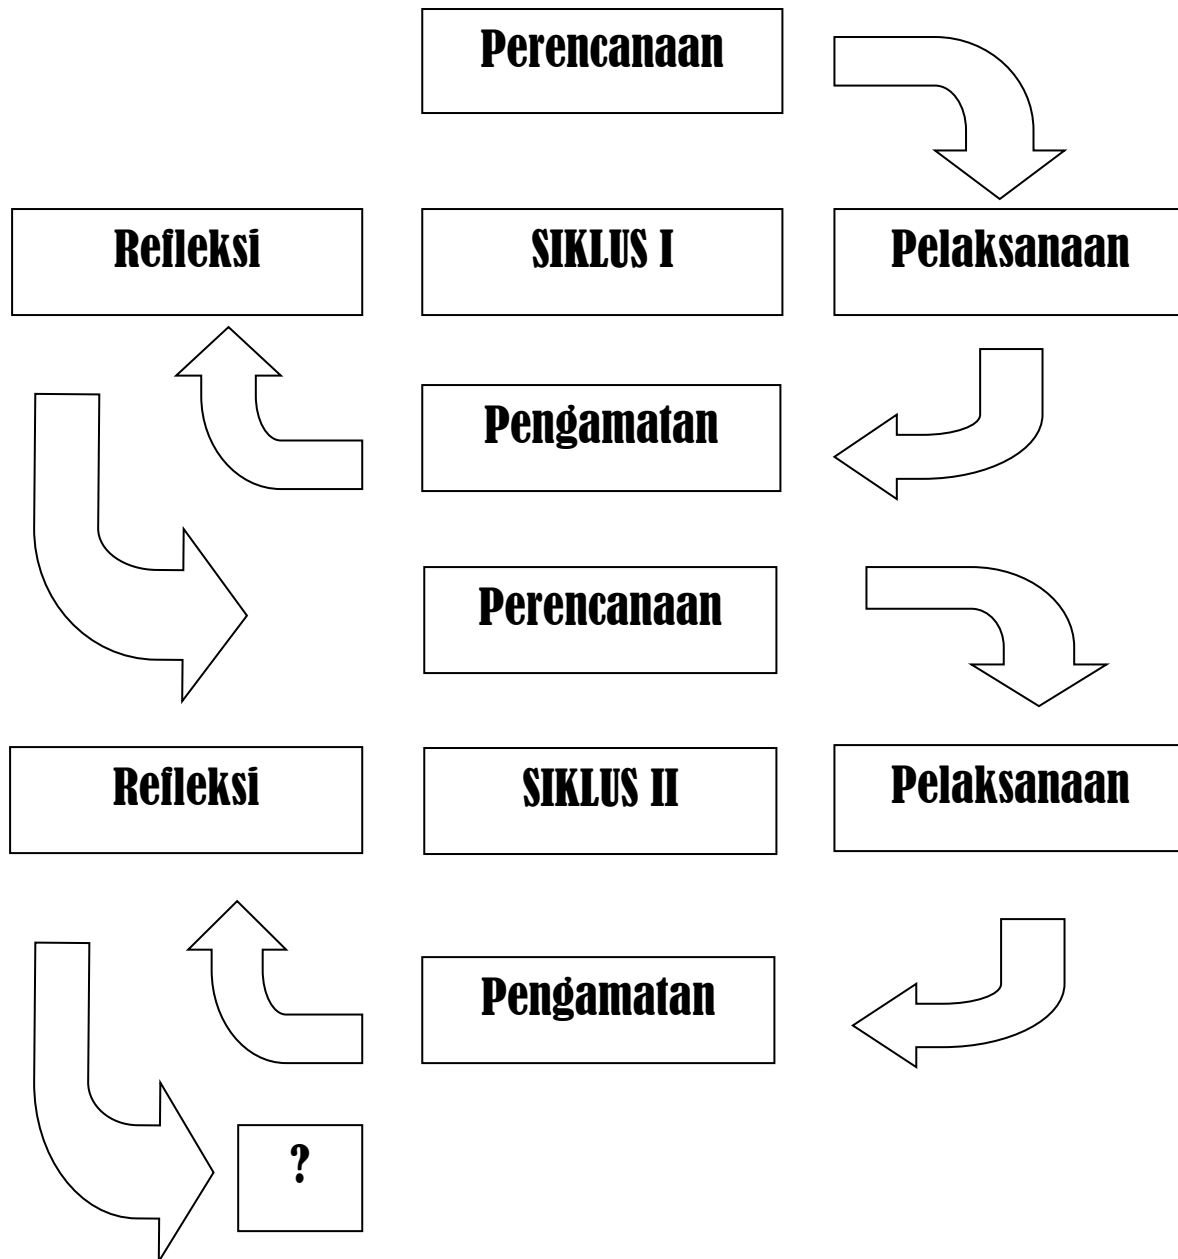 Perencanaan
Refleksi
SIKLUS I
Pelaksanaan
Pengamatan
Perencanaan
Refleksi
SIKLUS II
Pelaksanaan
Pengamatan
?